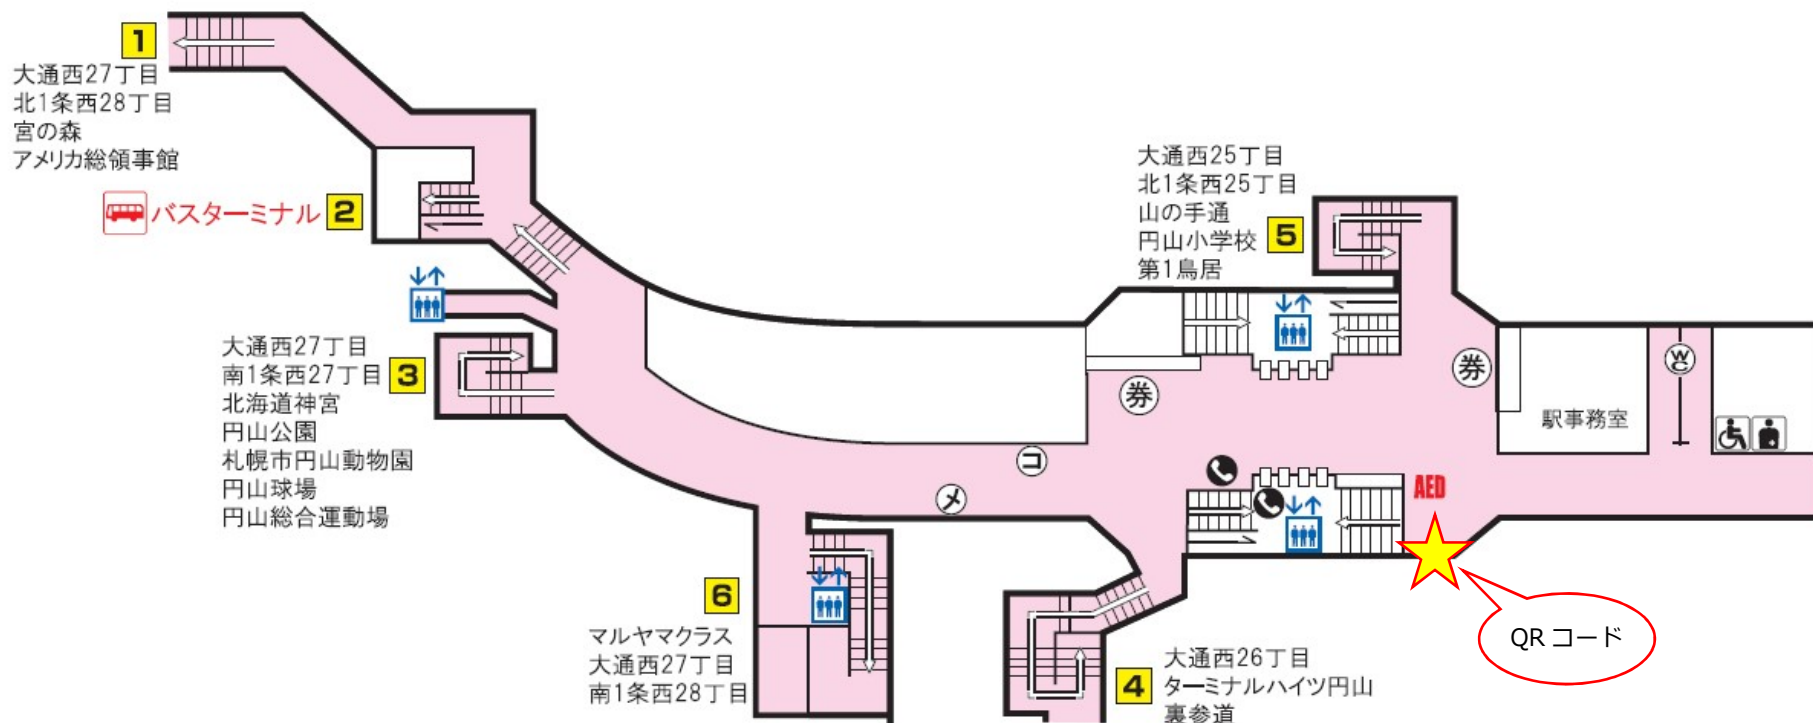 1
大通西27丁目
北1条西28丁目
宮の森
アメリカ総領事館
バスターミナル 2
大通西27丁目
南1条西27丁目 3
北海道神宮
円山公園
札幌市円山動物園
円山球場
円山総合運動場
大通西25丁目
北1条西25丁目
山の手通
円山小学校 5
第1鳥居
券
券
WC
駅事務室
コ
メ
AED
QRコード
6
マルヤマクラス
大通西27丁目
南1条西28丁目
4
大通西26丁目
ターミナルハイツ円山
裏参道